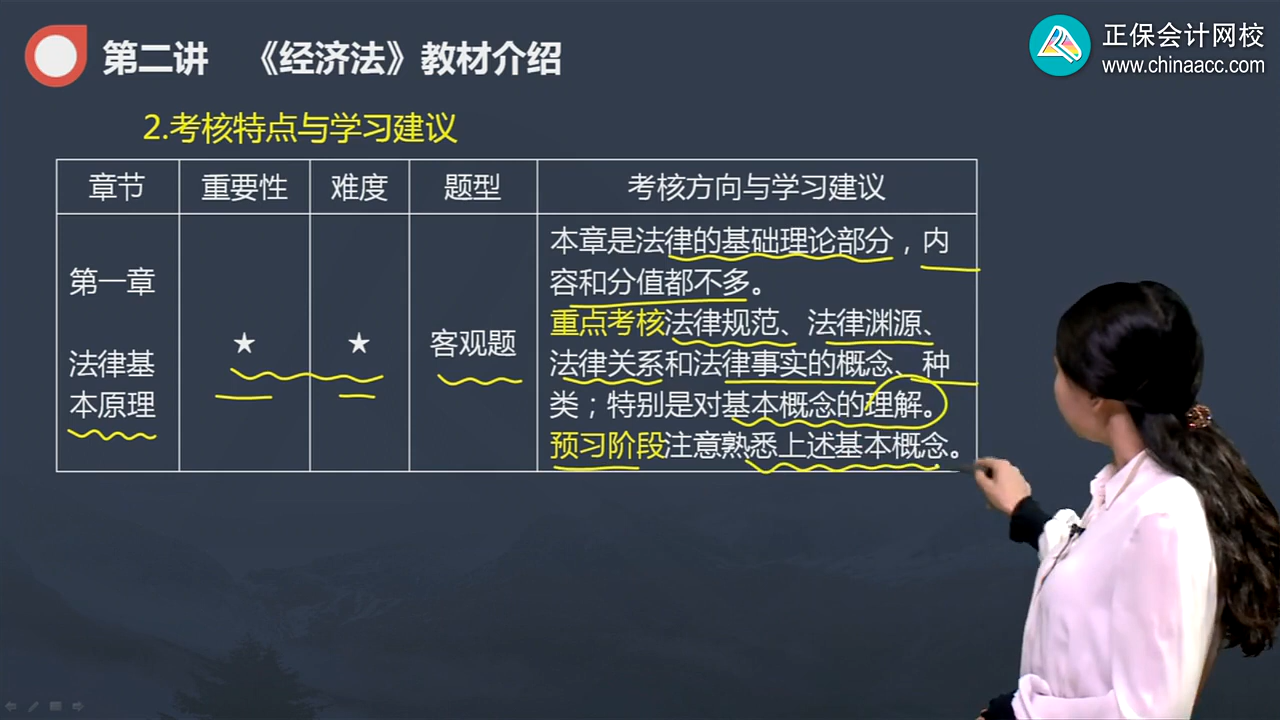 第二讲 《经济法》教材介绍
正保会计网校
www.chinaacc.com
2.考核特点与学习建议
章节 重要性 难度 题型 考核方向与学习建议
第一章
法律基
本原理
★ ★ 客观题
本章是法律的基础理论部分，内
容和分值都不多。
重点考核法律规范、法律渊源、
法律关系和法律事实的概念、种
类；特别是对基本概念的理解。
预习阶段注意熟悉上述基本概念。